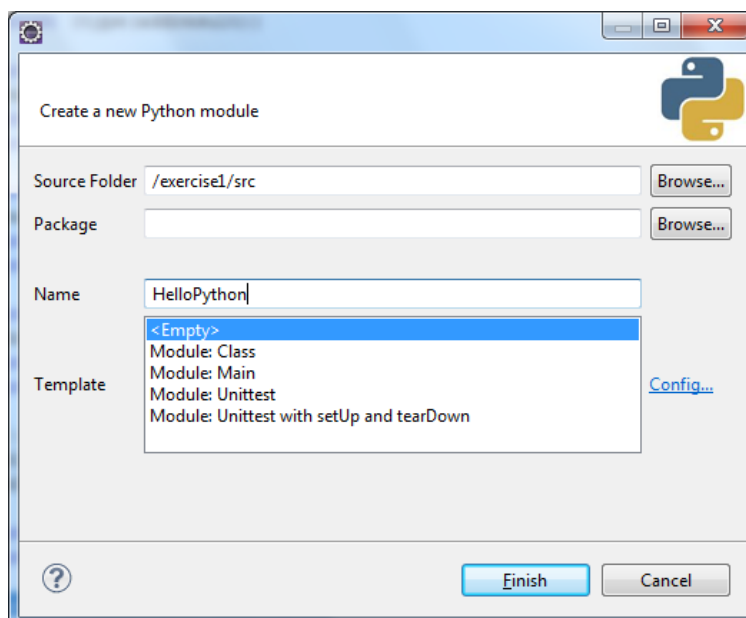 Create a new Python module
Source Folder /exercise1/src Browse...
Package Browse...
Name HelloPython
<Empty>
Module: Class
Module: Main
Template Module: Unittest Config...
Module: Unittest with setUp and tearDown
? Finish Cancel